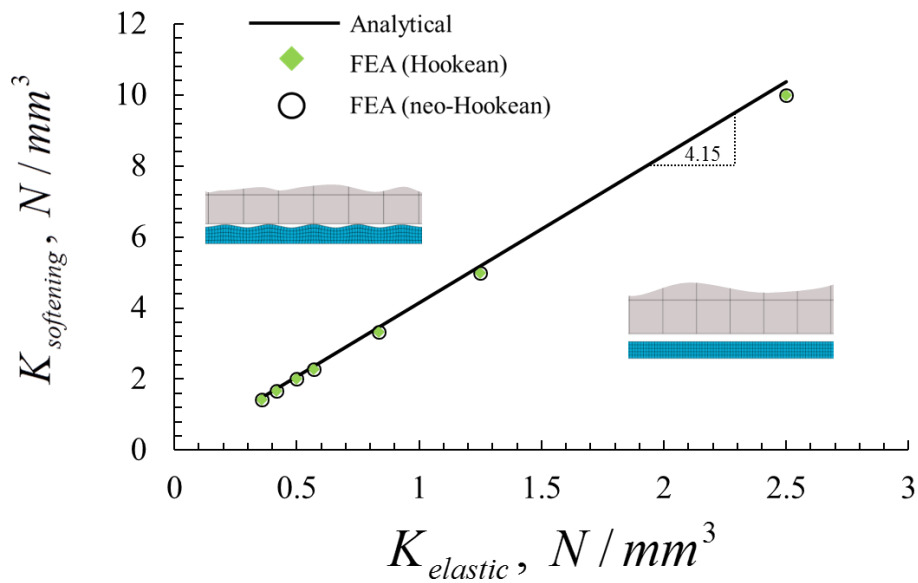 Analytical
FEA (Hookean)
FEA (neo-Hookean)
K_softening, N / mm^3
12
10
8
6
4
2
0
4.15
0 0.5 1 1.5 2 2.5 3
K_elastic, N / mm^3